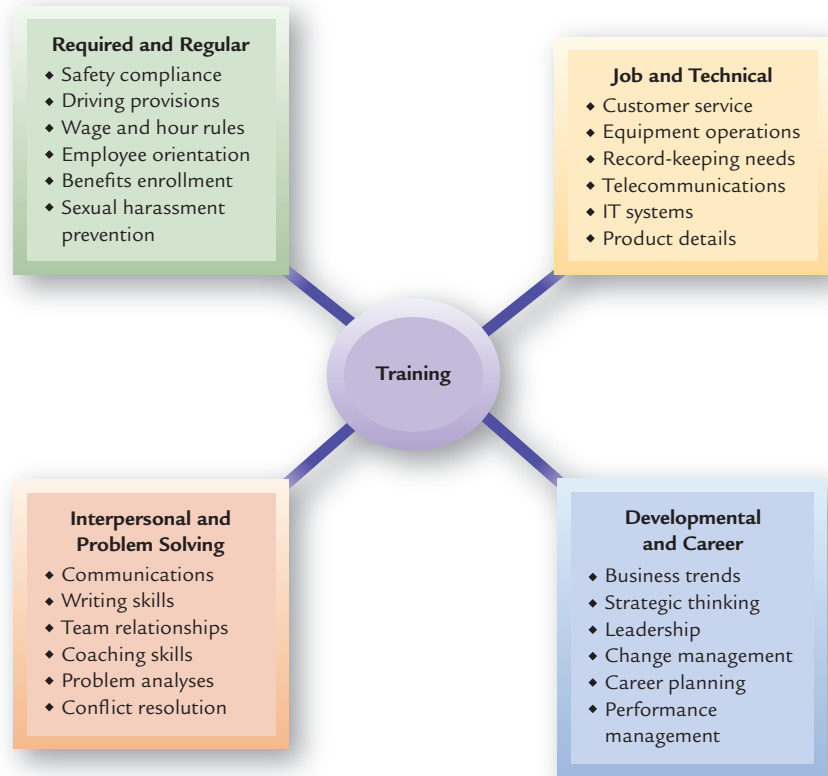 Required and Regular
◆ Safety compliance
◆ Driving provisions
◆ Wage and hour rules
◆ Employee orientation
◆ Benefits enrollment
◆ Sexual harassment
prevention
Job and Technical
◆ Customer service
◆ Equipment operations
◆ Record-keeping needs
◆ Telecommunications
◆ IT systems
◆ Product details
Training
Interpersonal and
Problem Solving
◆ Communications
◆ Writing skills
◆ Team relationships
◆ Coaching skills
◆ Problem analyses
◆ Conflict resolution
Developmental
and Career
◆ Business trends
◆ Strategic thinking
◆ Leadership
◆ Change management
◆ Career planning
◆ Performance
management